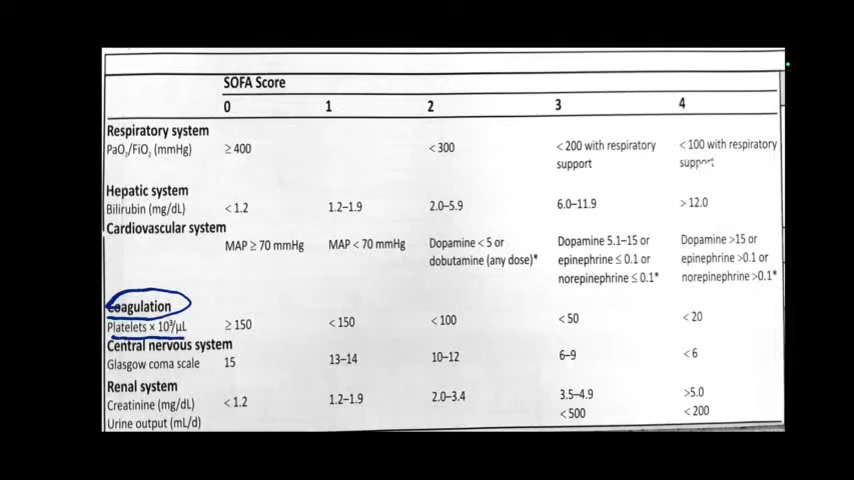 SOFA Score
0 1 2 3 4
Respiratory system
PaO₂/FiO₂ (mmHg) ≥ 400 < 300 < 200 with respiratory support < 100 with respiratory support
Hepatic system
Bilirubin (mg/dL) < 1.2 1.2–1.9 2.0–5.9 6.0–11.9 > 12.0
Cardiovascular system
MAP ≥ 70 mmHg MAP < 70 mmHg Dopamine < 5 or dobutamine (any dose)* Dopamine 5.1–15 or epinephrine ≤ 0.1 or norepinephrine ≤ 0.1* Dopamine >15 or epinephrine >0.1 or norepinephrine >0.1*
Coagulation
Platelets × 10³/μL ≥ 150 < 150 < 100 < 50 < 20
Central nervous system
Glasgow coma scale 15 13–14 10–12 6–9 < 6
Renal system
Creatinine (mg/dL) < 1.2 1.2–1.9 2.0–3.4 3.5–4.9 >5.0
Urine output (mL/d) < 500 < 200